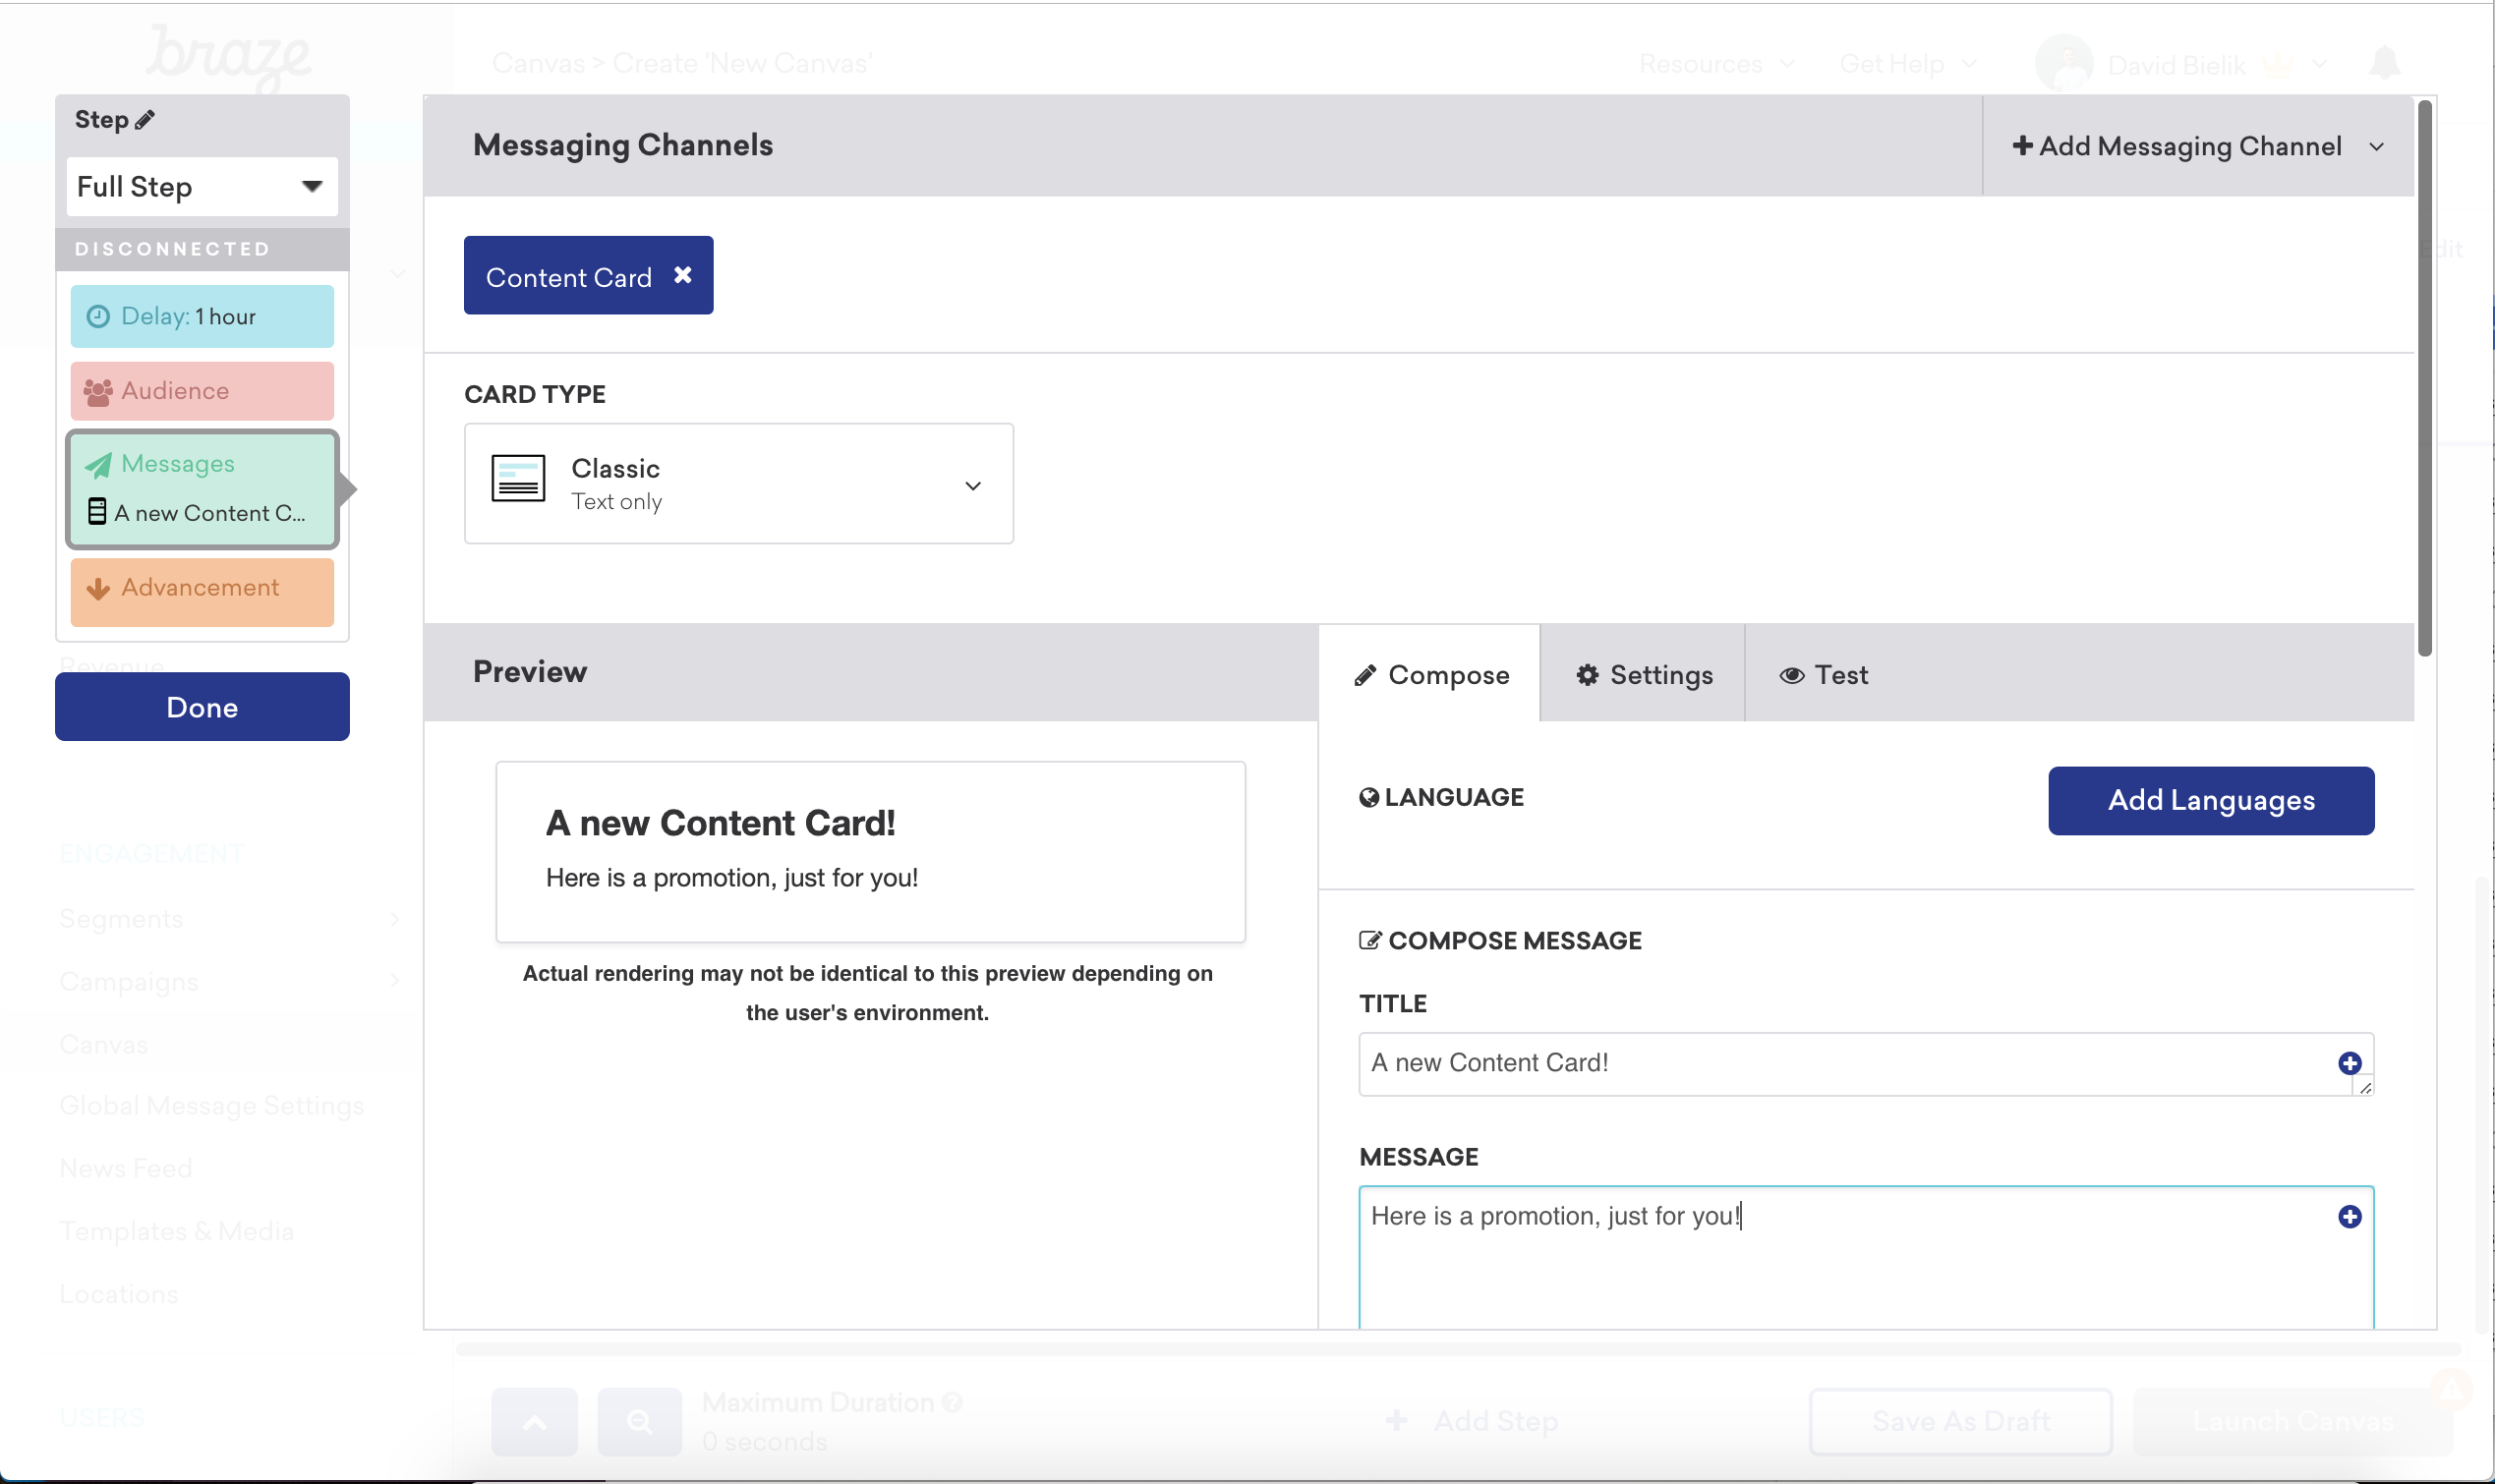 braze
Canvas > Create 'New Canvas'
Resources
Get Help
David Bielik
Step
Full Step
DISCONNECTED
Delay: 1 hour
Audience
Messages
A new Content C...
Advancement
Revenue
Done
ENGAGEMENT
Segments
Campaigns
Canvas
Global Message Settings
News Feed
Templates & Media
Locations
USERS
Messaging Channels
Add Messaging Channel
Edit
Content Card
CARD TYPE
Classic
Text only
Preview
Compose
Settings
Test
A new Content Card!
Here is a promotion, just for you!
Actual rendering may not be identical to this preview depending on
the user's environment.
LANGUAGE
Add Languages
COMPOSE MESSAGE
TITLE
A new Content Card!
MESSAGE
Here is a promotion, just for you!
Maximum Duration
0 seconds
Add Step
Save As Draft
Launch Canvas